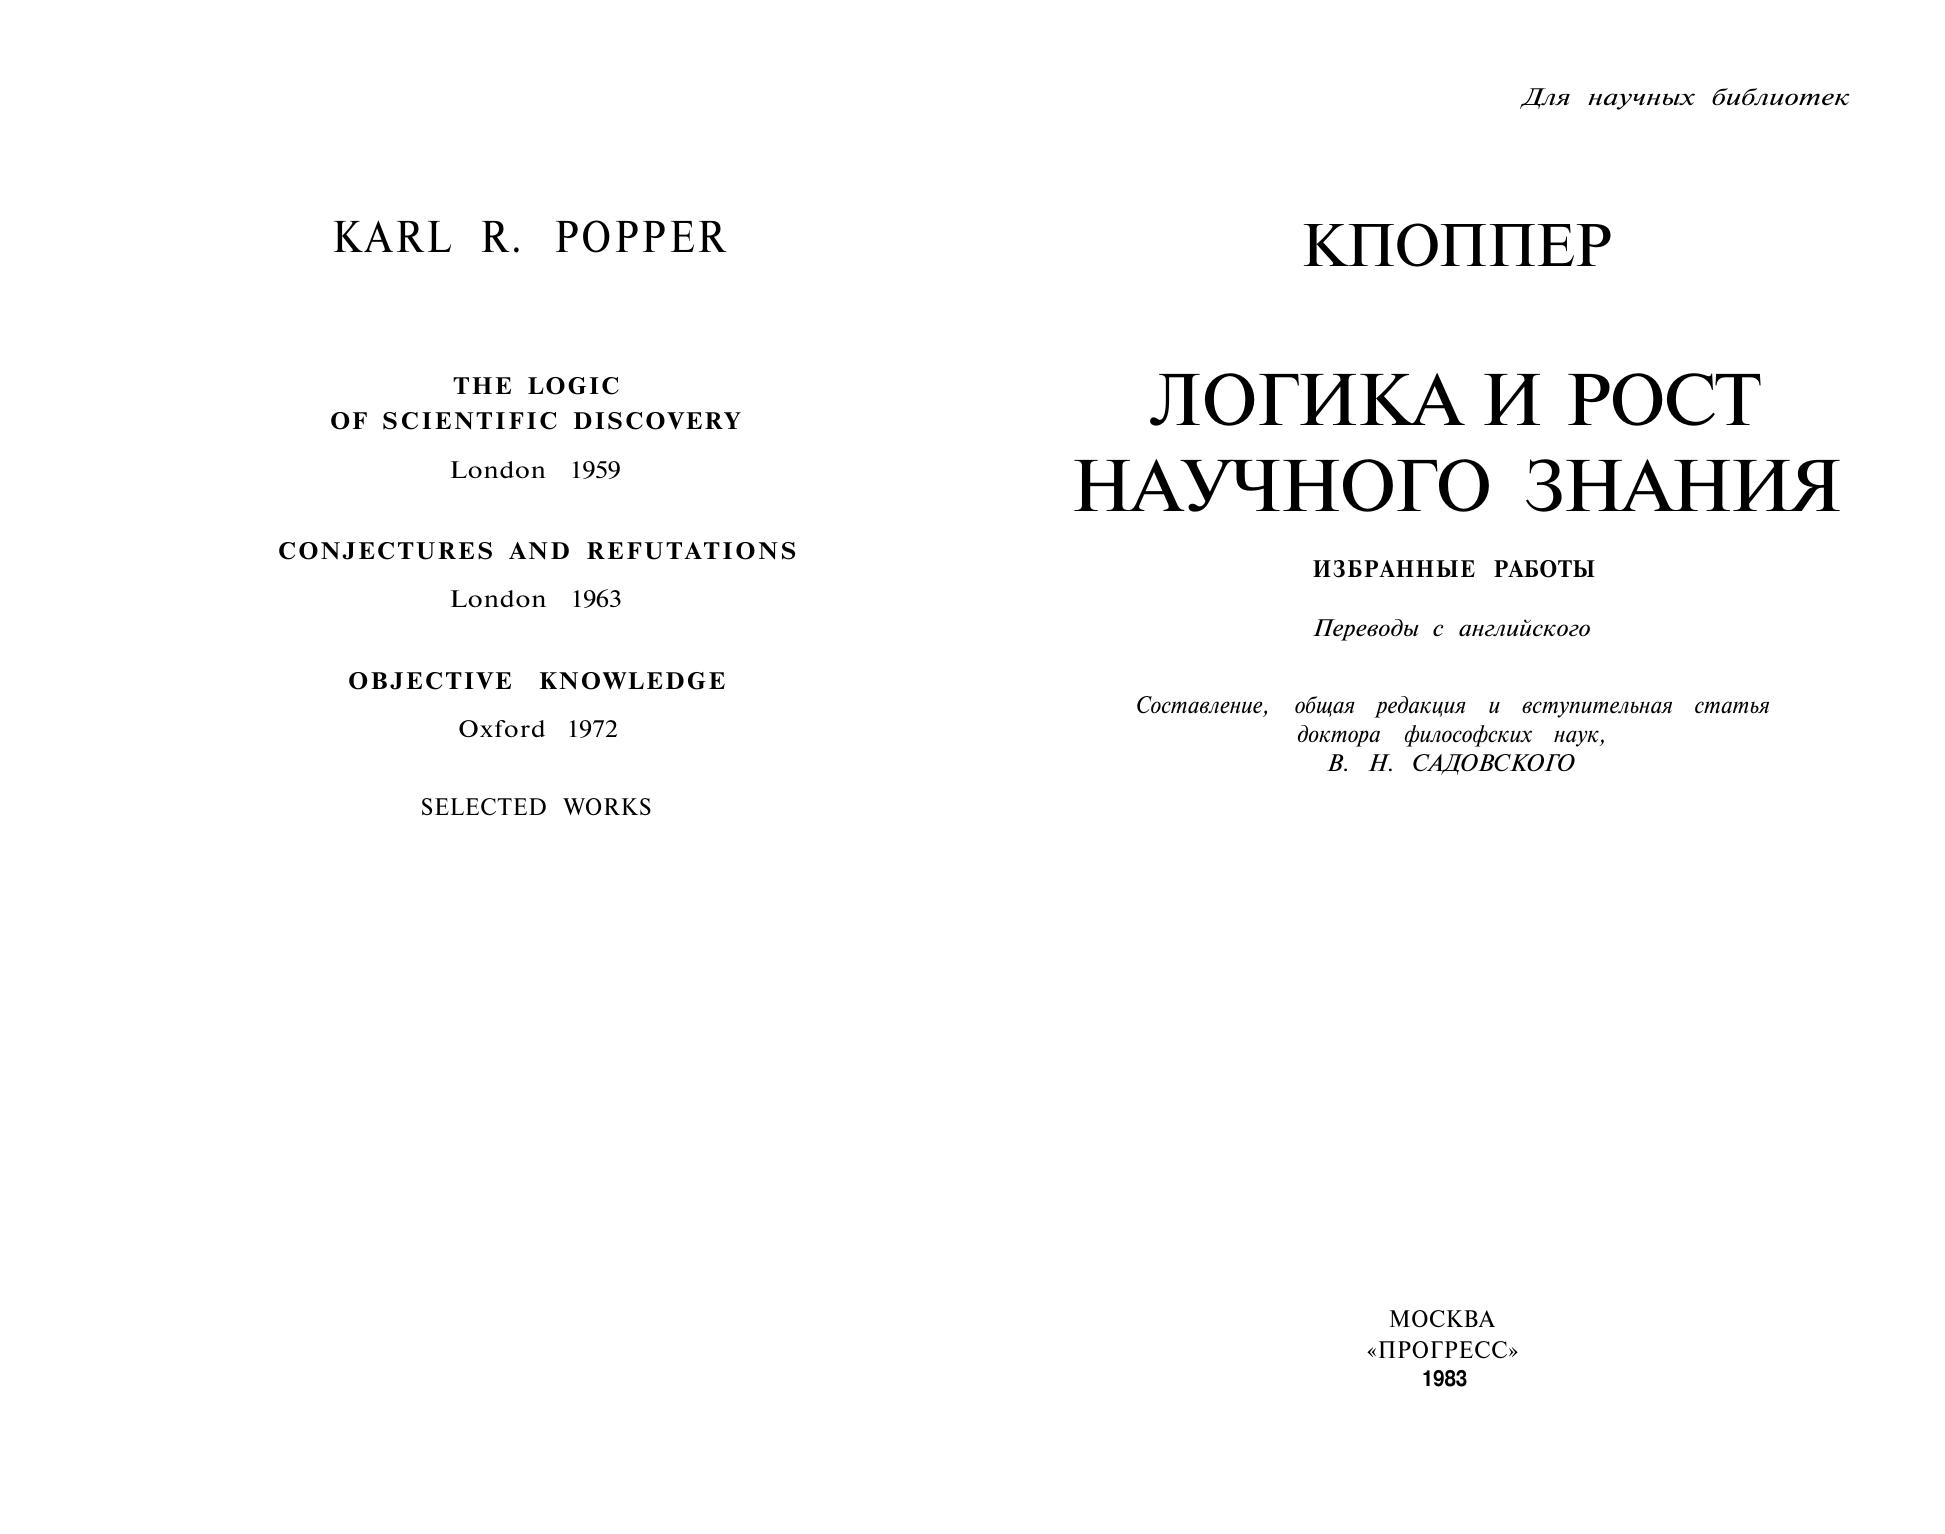 KARL R. POPPER
THE LOGIC
OF SCIENTIFIC DISCOVERY
London 1959
CONJECTURES AND REFUTATIONS
London 1963
OBJECTIVE KNOWLEDGE
Oxford 1972
SELECTED WORKS
Для научных библиотек
КПОППЕР
ЛОГИКА И РОСТ
НАУЧНОГО ЗНАНИЯ
ИЗБРАННЫЕ РАБОТЫ
Переводы с английского
Составление, общая редакция и вступительная статья
доктора философских наук,
В. Н. САДОВСКОГО
МОСКВА
«ПРОГРЕСС»
1983